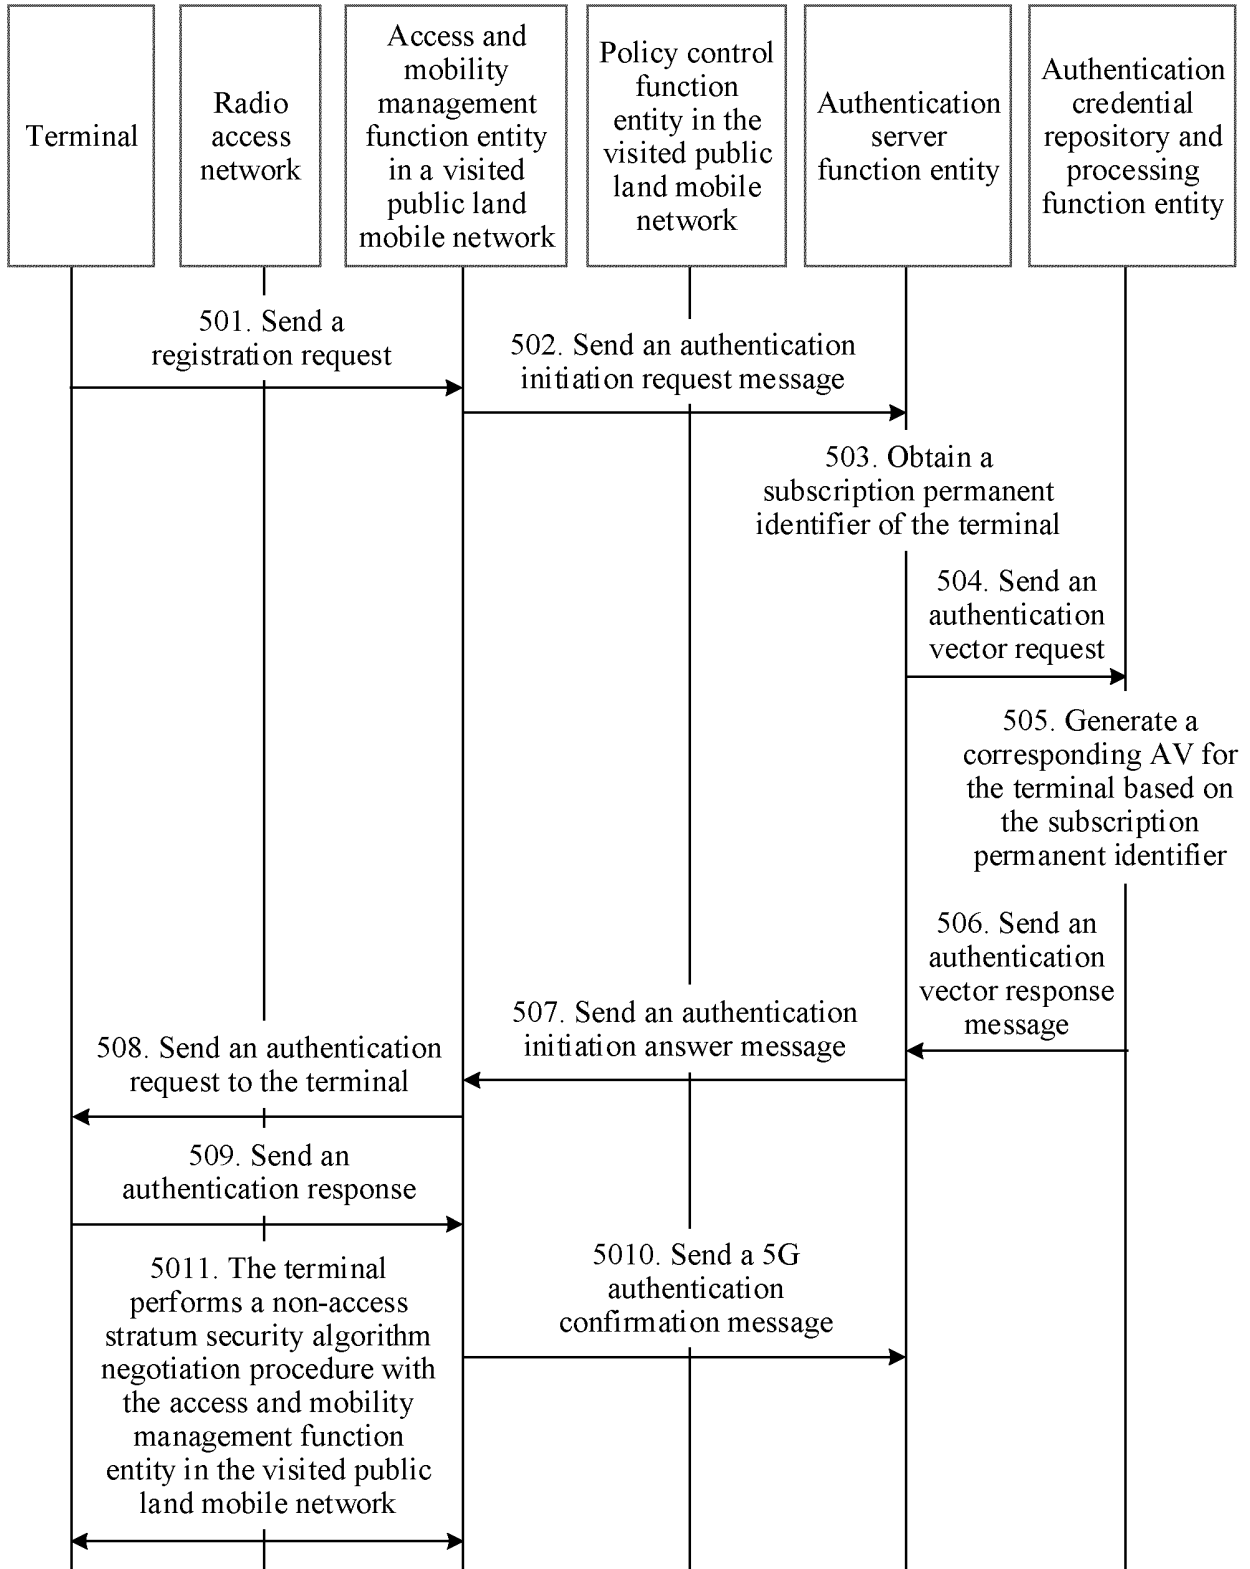 Terminal
Radio
access
network
Access and
mobility
management
function entity
in a visited
public land
mobile network
Policy control
function
entity in the
visited public
land mobile
network
Authentication
server
function entity
Authentication
credential
repository and
processing
function entity
501. Send a
registration request
502. Send an authentication
initiation request message
503. Obtain a
subscription permanent
identifier of the terminal
504. Send an
authentication
vector request
505. Generate a
corresponding AV for
the terminal based on
the subscription
permanent identifier
506. Send an
authentication
vector response
message
507. Send an authentication
initiation answer message
508. Send an authentication
request to the terminal
509. Send an
authentication response
5010. Send a 5G
authentication
confirmation message
5011. The terminal
performs a non-access
stratum security algorithm
negotiation procedure with
the access and mobility
management function
entity in the visited public
land mobile network